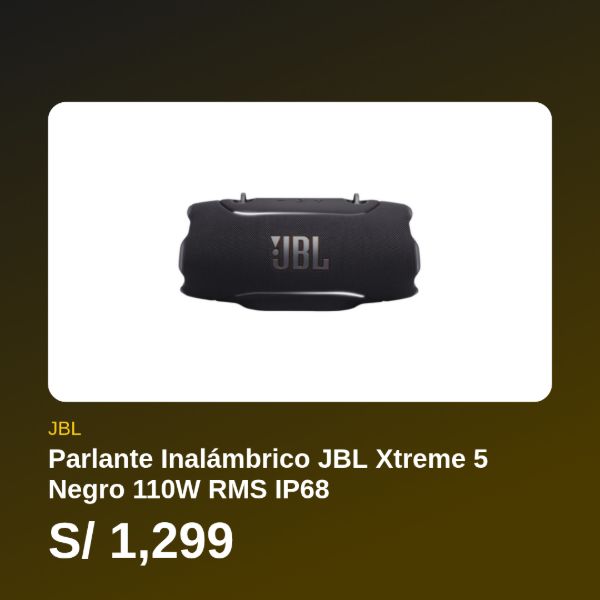 JBL
JBL
Parlante Inalámbrico JBL Xtreme 5
Negro 110W RMS IP68
S/ 1,299